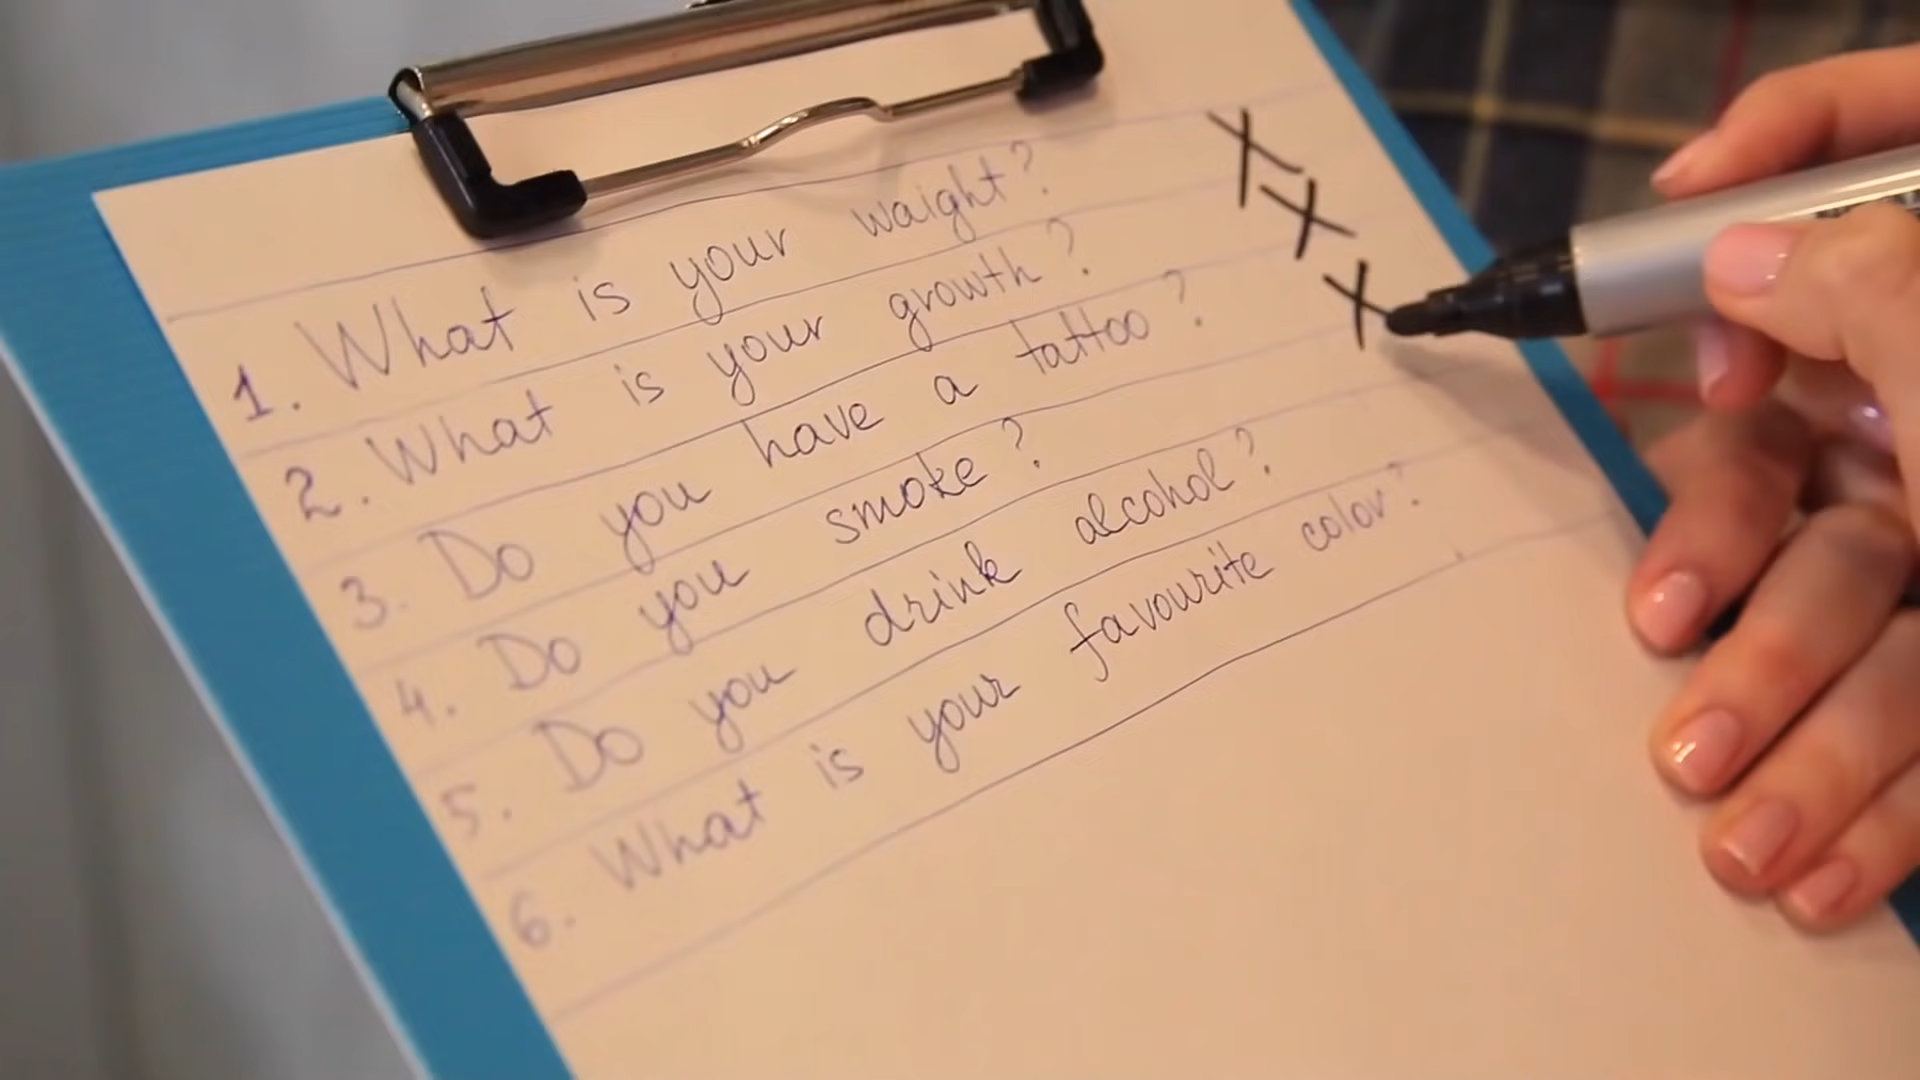 1. What is your waight? X
2. What is your growth? X
3. Do you have a tattoo? X
4. Do you smoke?
5. Do you drink alcohol?
6. What is your favourite color?